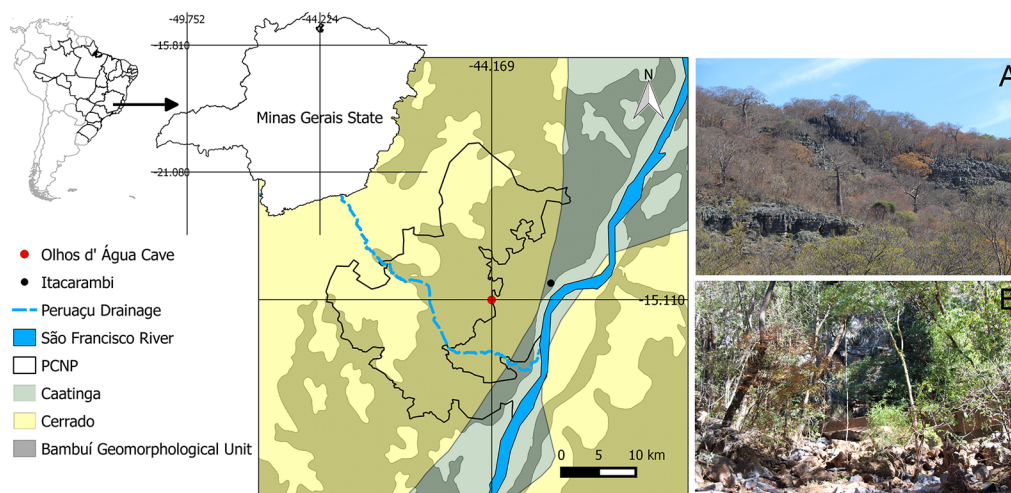 -49.752
-44.224
-15.010
Minas Gerais State
-21.080
-44.169
N
A
Olhos d' Água Cave
Itacarambi
Peruaçu Drainage
São Francisco River
PCNP
Caatinga
Cerrado
Bambuí Geomorphological Unit
-15.110
0 5 10 km